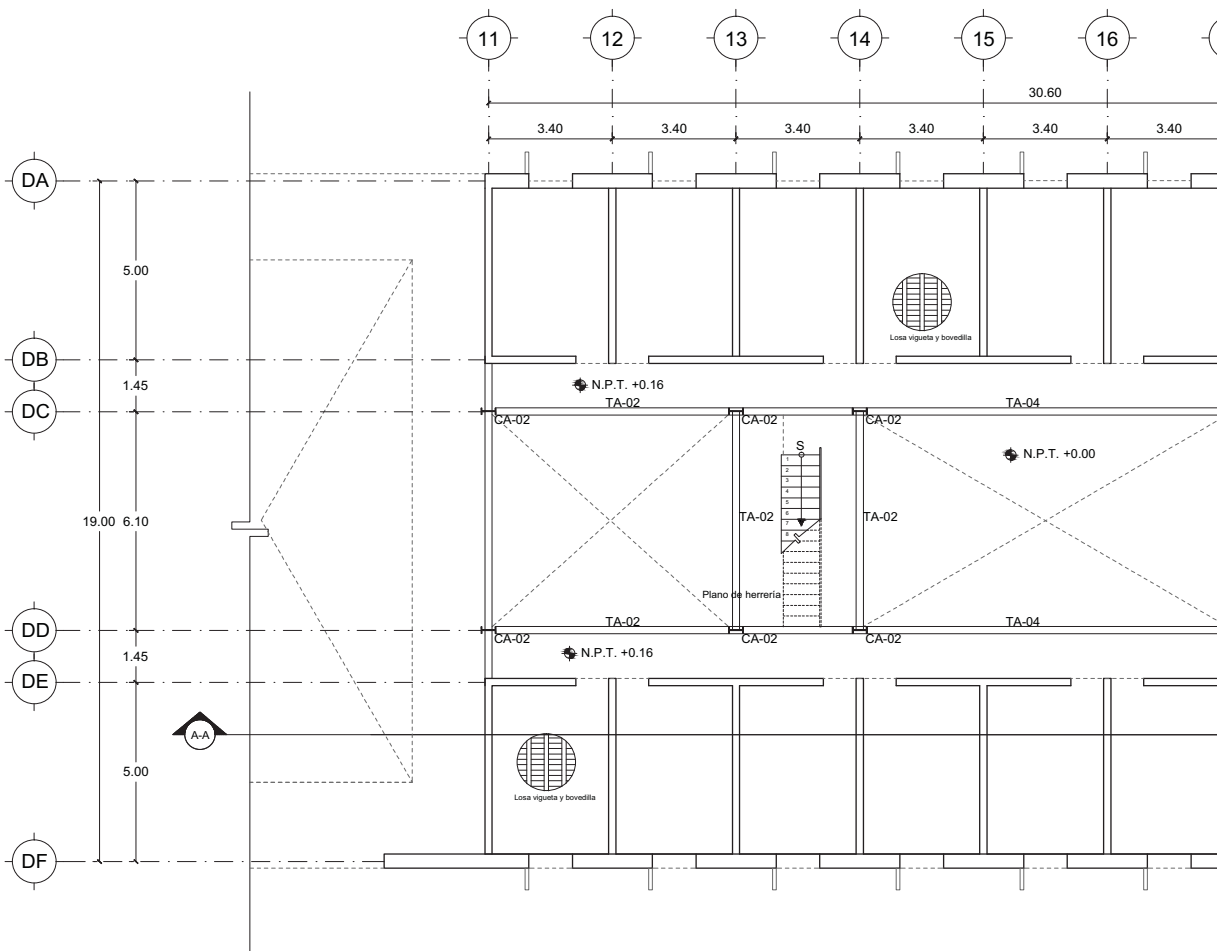 11 12 13 14 15 16
30.60
3.40 3.40 3.40 3.40 3.40 3.40
DA
5.00
Losa vigueta y bovedilla
DB
1.45
N.P.T. +0.16
TA-02 TA-04
DC
CA-02 CA-02 CA-02
S
N.P.T. +0.00
1
2
3
4
5
6
7
8
19.00 6.10
TA-02 TA-02
Plano de herrería
TA-02 TA-04
DD
CA-02 CA-02 CA-02
1.45
N.P.T. +0.16
DE
A-A
5.00
Losa vigueta y bovedilla
DF